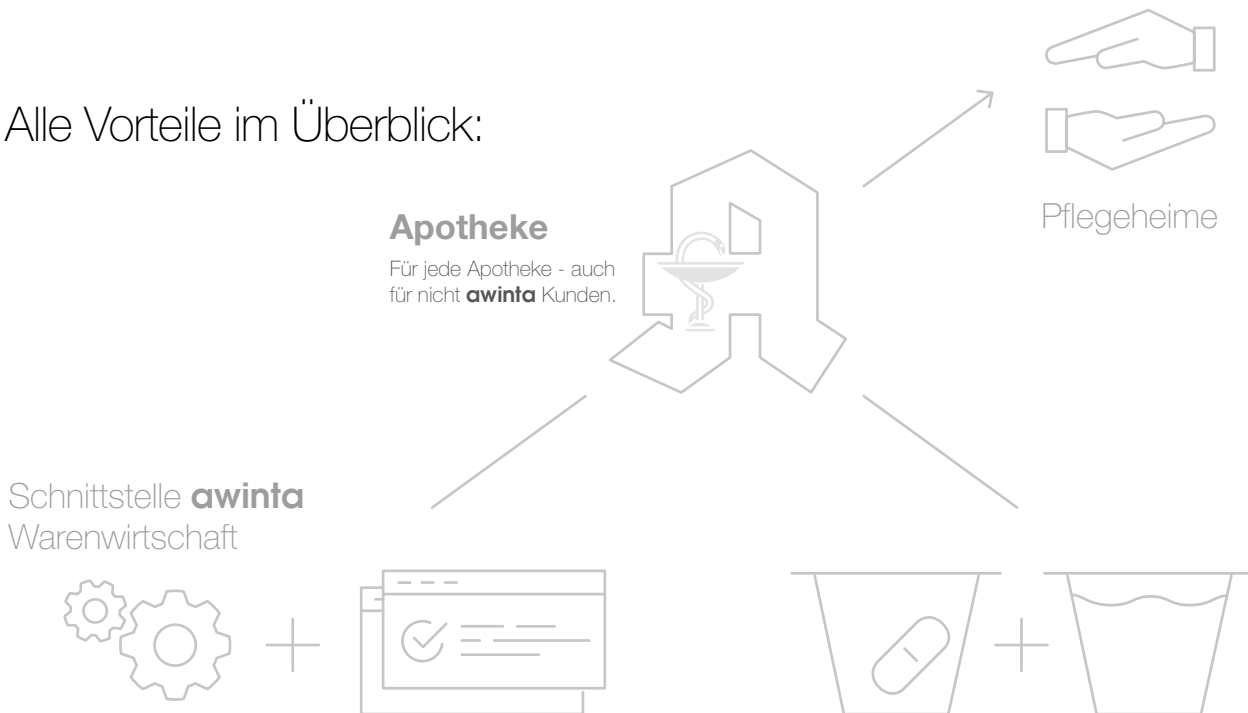 Alle Vorteile im Überblick:
Apotheke
Für jede Apotheke - auch
für nicht awinta Kunden.
Pflegeheime
Schnittstelle awinta
Warenwirtschaft